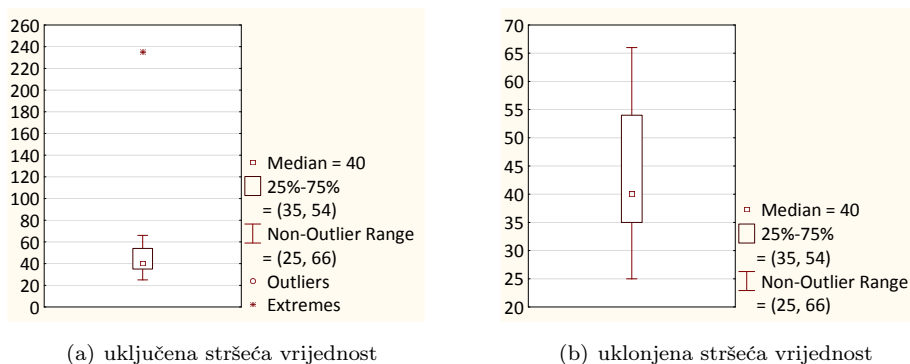 260
240
220
200
180
160
140
120
100
80
60
40
20
0
Median = 40
25%-75%
= (35, 54)
Non-Outlier Range
= (25, 66)
Outliers
Extremes
(a) uključena stršeća vrijednost
70
65
60
55
50
45
40
35
30
25
20
Median = 40
25%-75%
= (35, 54)
Non-Outlier Range
= (25, 66)
(b) uklonjena stršeća vrijednost